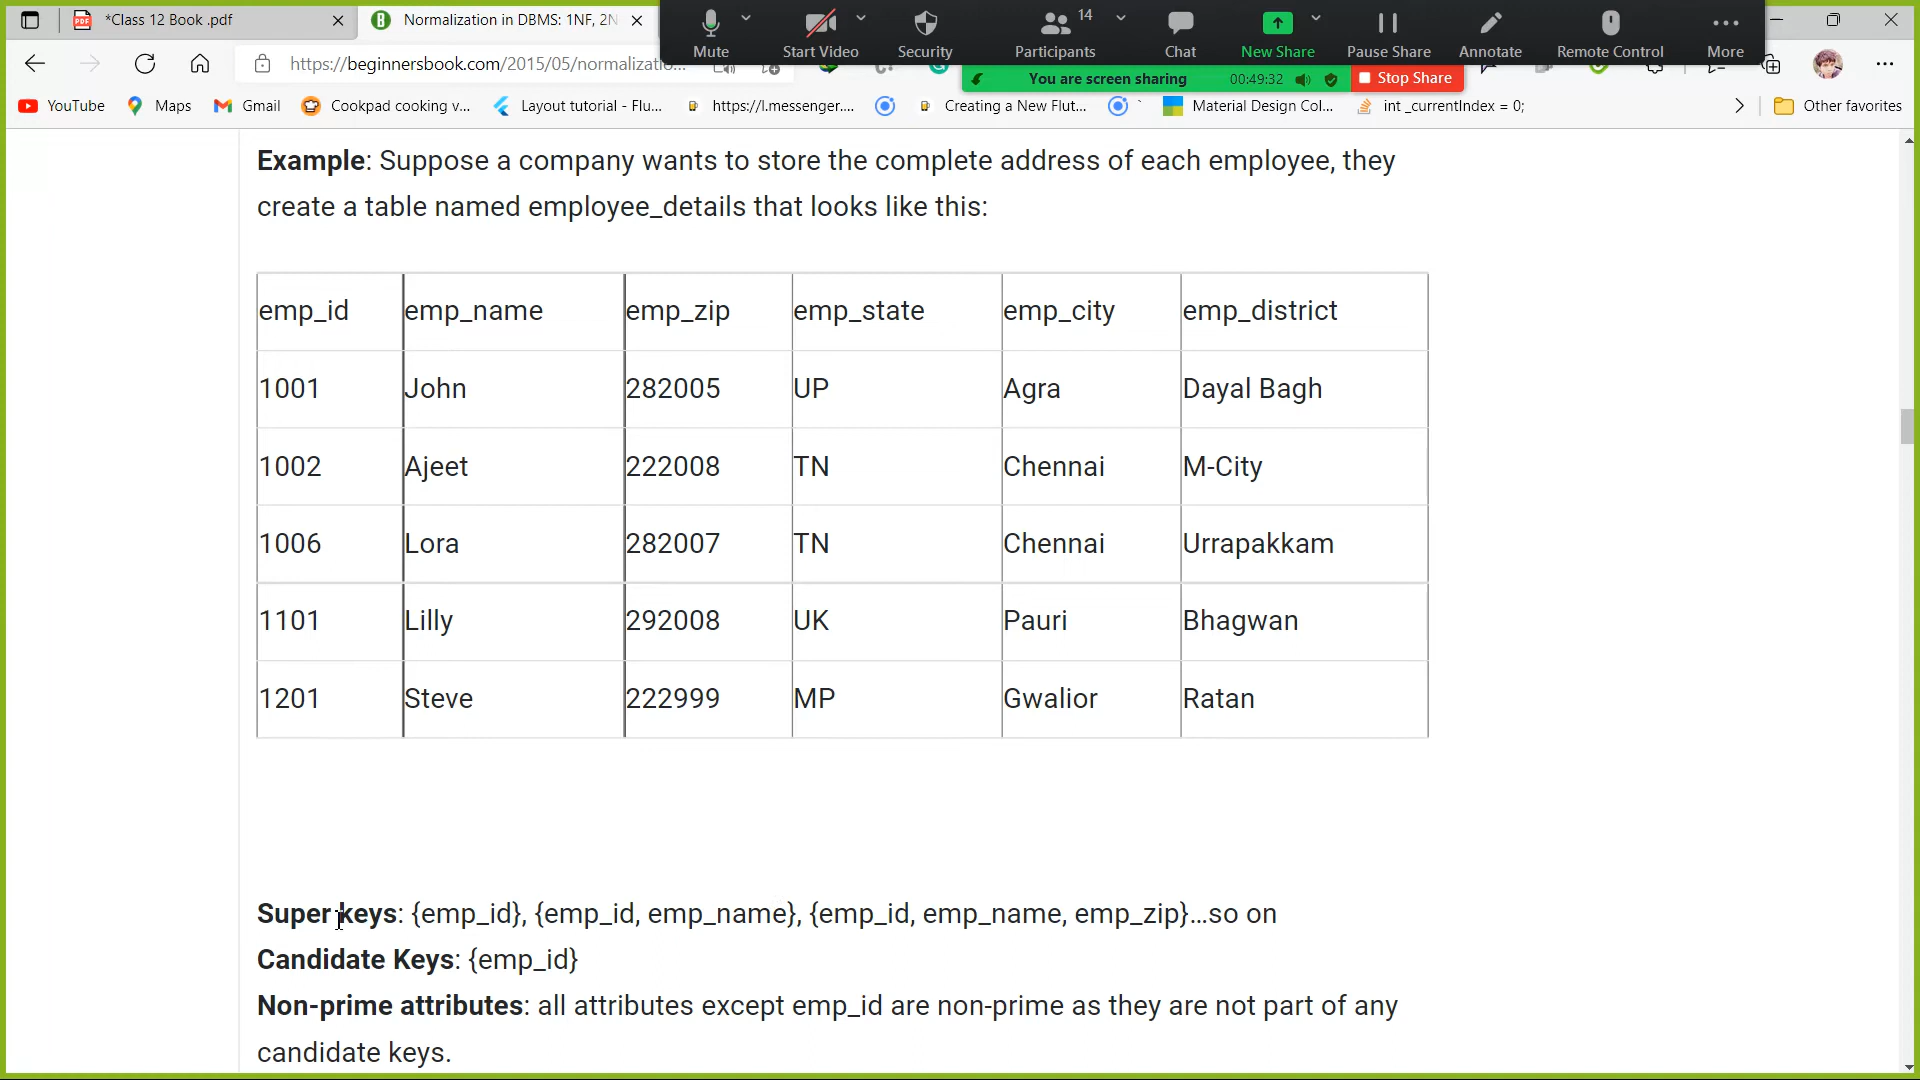 *Class 12 Book .pdf
Normalization in DBMS: 1NF, 2N
Mute
Start Video
Security
14
Participants
Chat
New Share
Pause Share
Annotate
Remote Control
More
https://beginnersbook.com/2015/05/normalizatio...
You are screen sharing
00:49:32
Stop Share
YouTube
Maps
Gmail
Cookpad cooking v...
Layout tutorial - Flu...
https://l.messenger....
Creating a New Flut...
Material Design Col...
int _currentIndex = 0;
Other favorites
Example: Suppose a company wants to store the complete address of each employee, they
create a table named employee_details that looks like this:
emp_id emp_name emp_zip emp_state emp_city emp_district
1001 John 282005 UP Agra Dayal Bagh
1002 Ajeet 222008 TN Chennai M-City
1006 Lora 282007 TN Chennai Urrapakkam
1101 Lilly 292008 UK Pauri Bhagwan
1201 Steve 222999 MP Gwalior Ratan
Super keys: {emp_id}, {emp_id, emp_name}, {emp_id, emp_name, emp_zip}…so on
Candidate Keys: {emp_id}
Non-prime attributes: all attributes except emp_id are non-prime as they are not part of any
candidate keys.